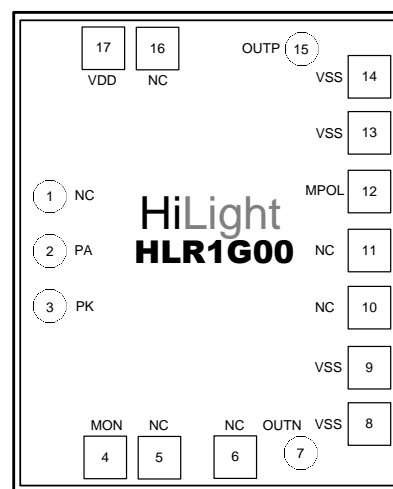 17 16 OUTP 15
VDD NC VSS 14
VSS 13
1 NC MPOL 12
HiLight
HLR1G00
2 PA NC 11
3 PK NC 10
VSS 9
MON NC NC OUTN VSS 8
4 5 6 7